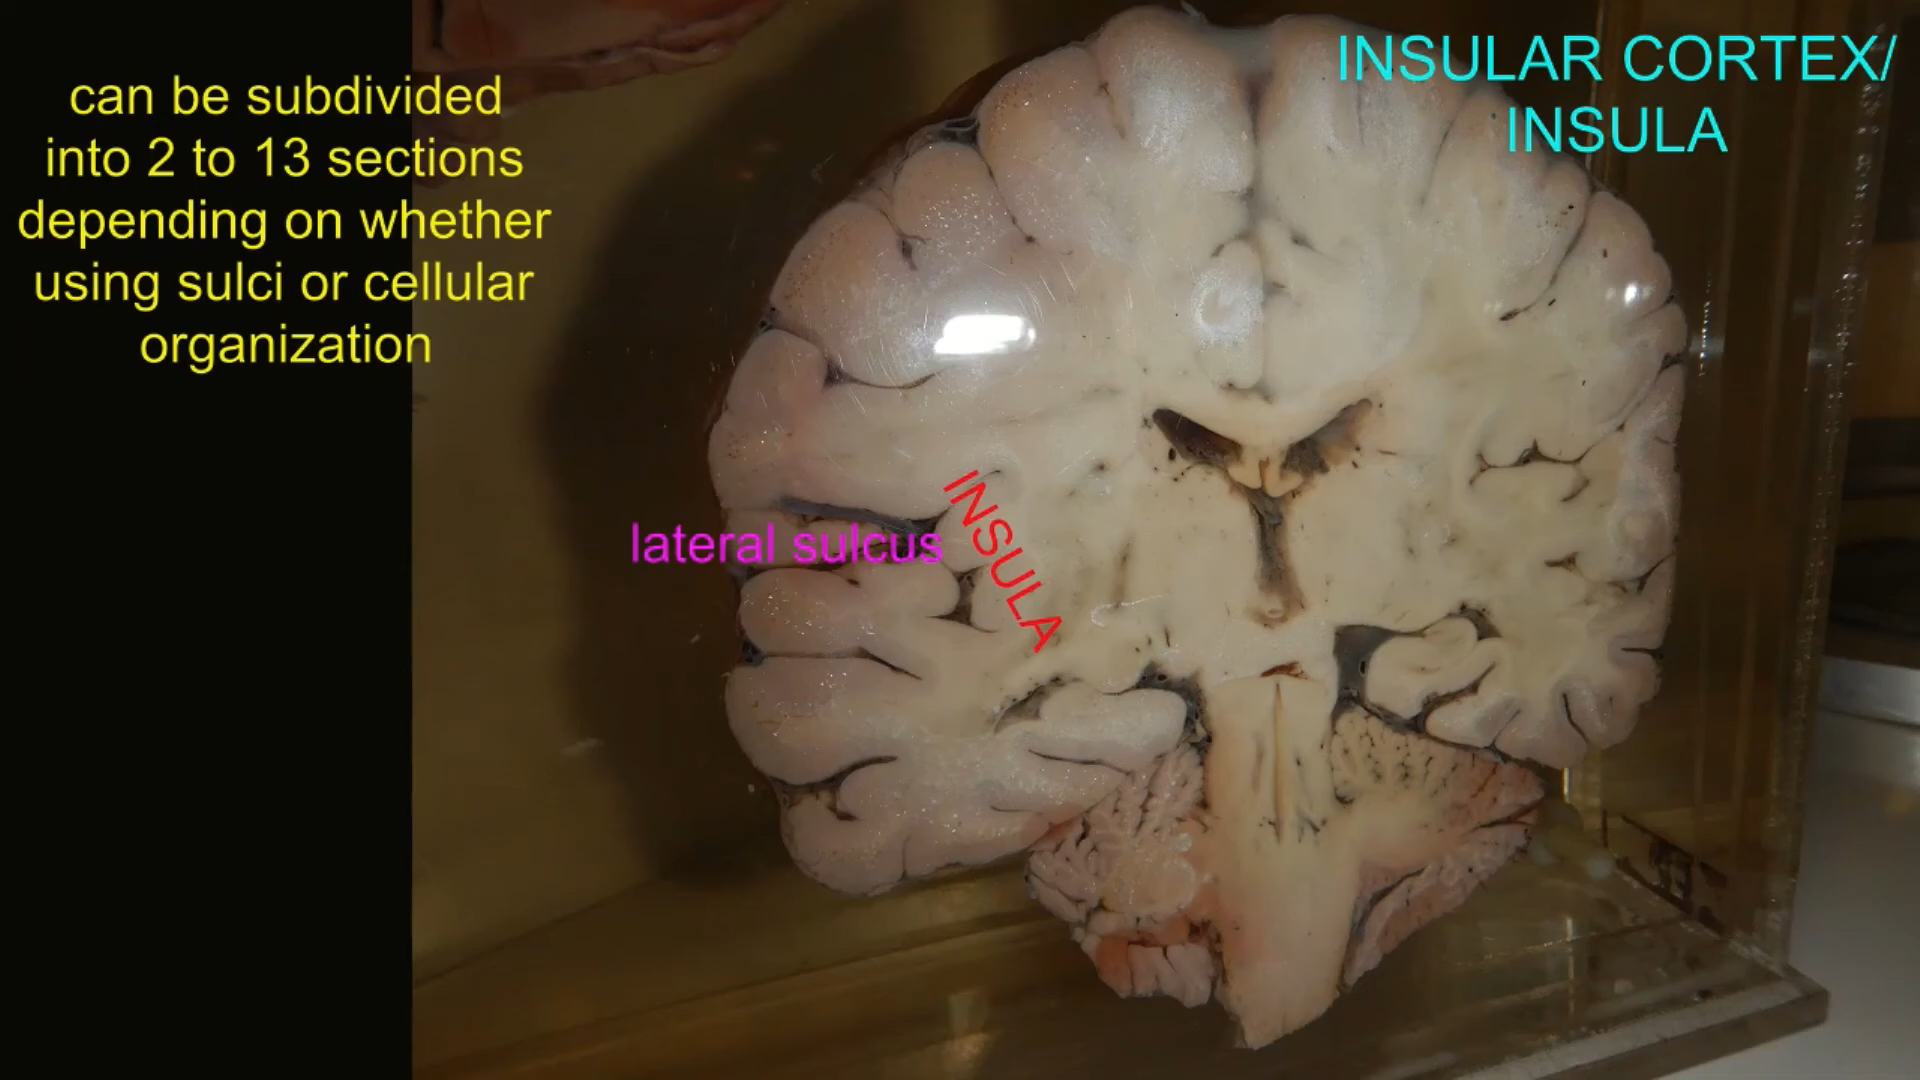 can be subdivided
into 2 to 13 sections
depending on whether
using sulci or cellular
organization
INSULAR CORTEX/
INSULA
lateral sulcus
INSULA